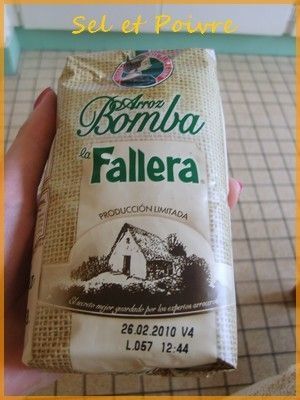 Sel et Poivre
Arroz
Bomba
la
Fallera
PRODUCCIÓN LIMITADA
El secreto mejor guardado por los expertos arroceros
26.02.2010 V4
L.057 12:44